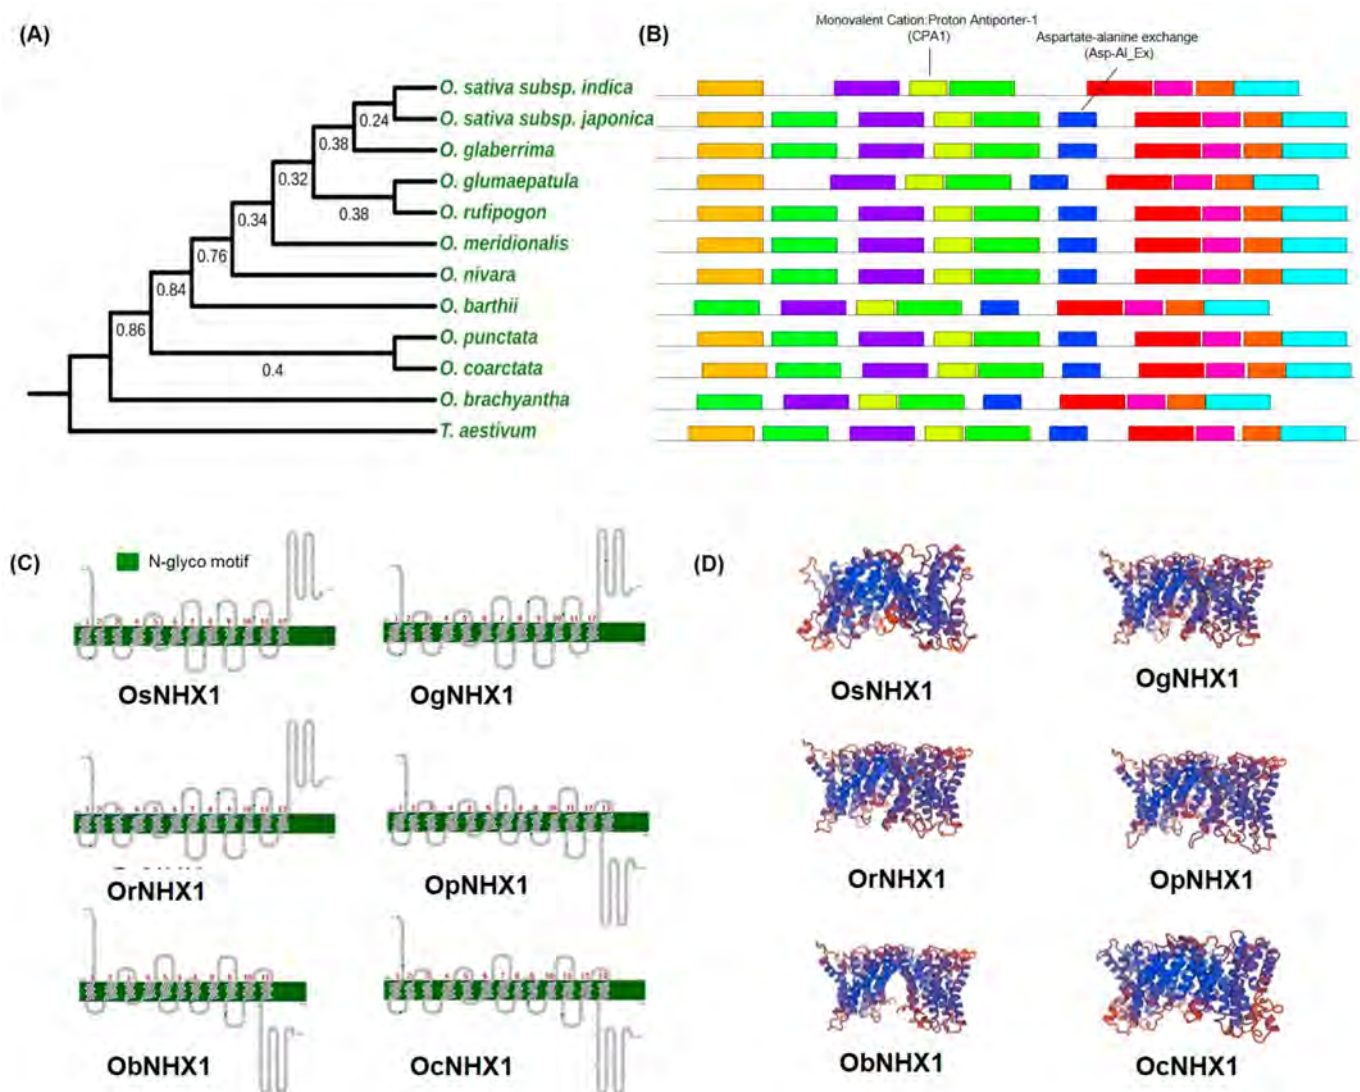 (A)
O. sativa subsp. indica
O. sativa subsp. japonica
O. glaberrima
O. glumaepatula
O. rufipogon
O. meridionalis
O. nivara
O. barthii
O. punctata
O. coarctata
O. brachyantha
T. aestivum
0.24
0.38
0.32
0.38
0.34
0.76
0.84
0.86
0.4
(B)
Monovalent Cation:Proton Antiporter-1
(CPA1)
Aspartate-alanine exchange
(Asp-Al_Ex)
(C)
N-glyco motif
OsNHX1
OgNHX1
OrNHX1
OpNHX1
ObNHX1
OcNHX1
(D)
OsNHX1
OgNHX1
OrNHX1
OpNHX1
ObNHX1
OcNHX1